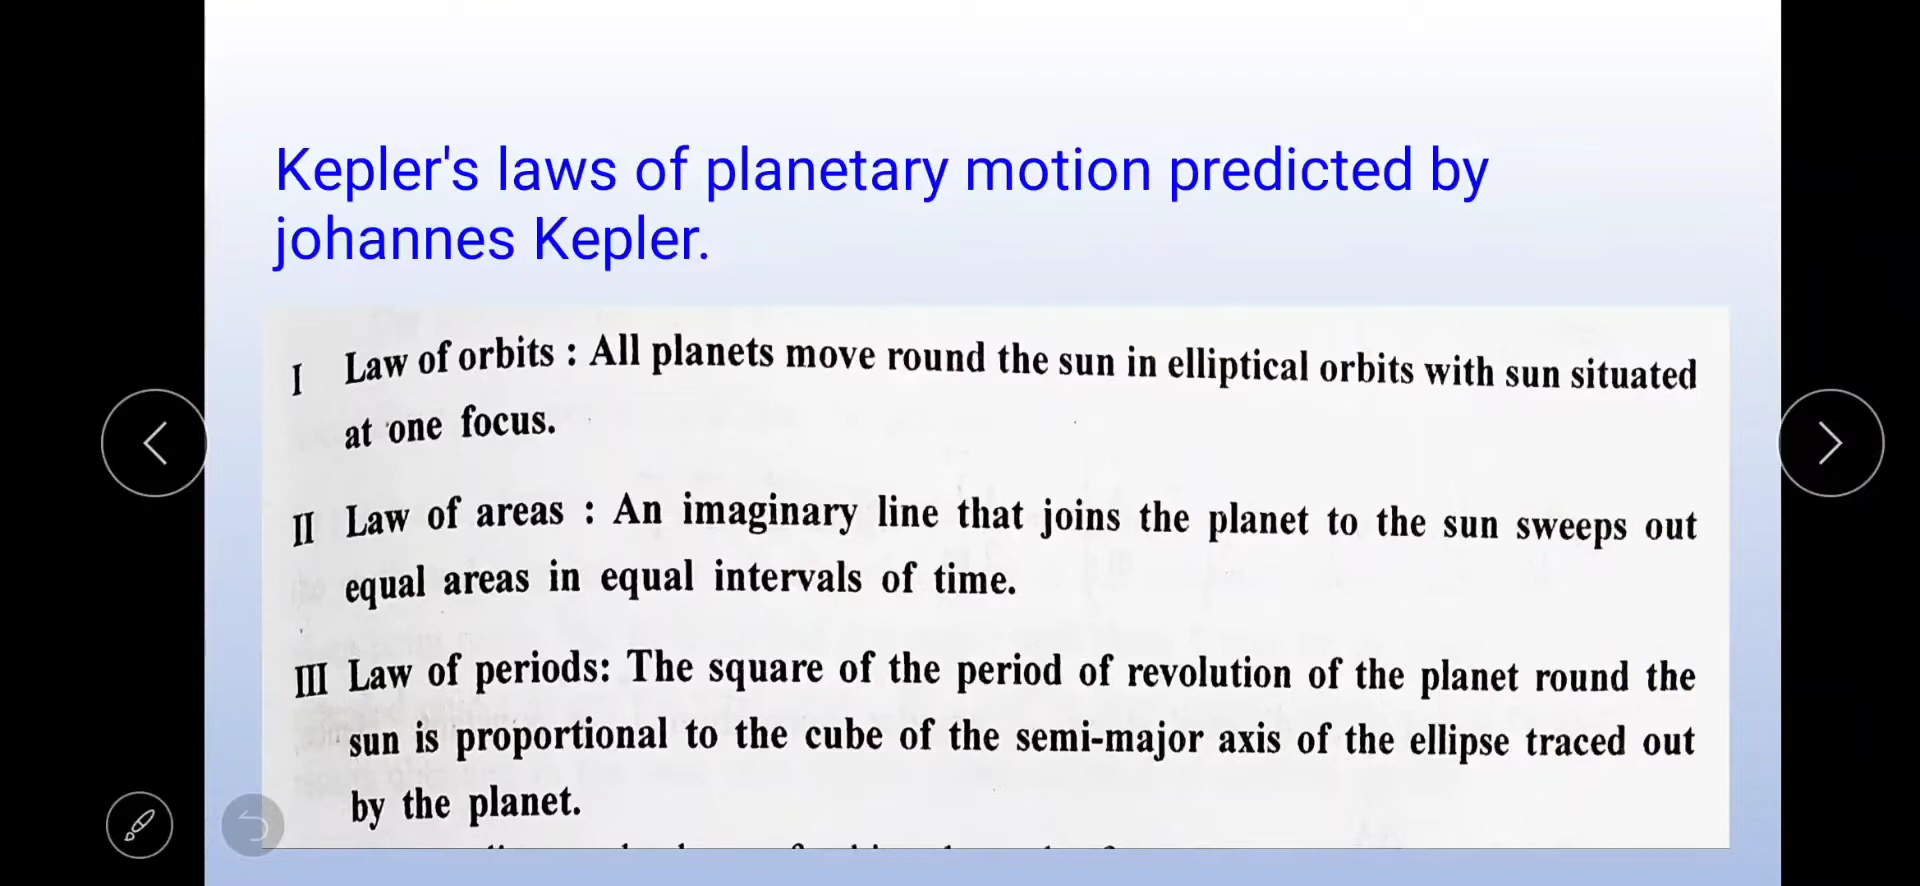 Kepler's laws of planetary motion predicted by
johannes Kepler.
I Law of orbits : All planets move round the sun in elliptical orbits with sun situated
at one focus.
II Law of areas : An imaginary line that joins the planet to the sun sweeps out
equal areas in equal intervals of time.
III Law of periods: The square of the period of revolution of the planet round the
sun is proportional to the cube of the semi-major axis of the ellipse traced out
by the planet.